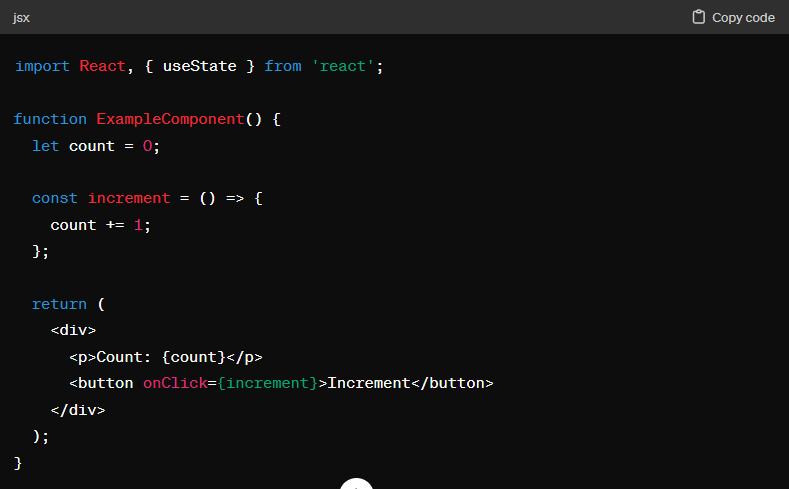 jsx
Copy code
import React, { useState } from 'react';
function ExampleComponent() {
let count = 0;
const increment = () => {
count += 1;
};
return (
<div>
<p>Count: {count}</p>
<button onClick={increment}>Increment</button>
</div>
);
}